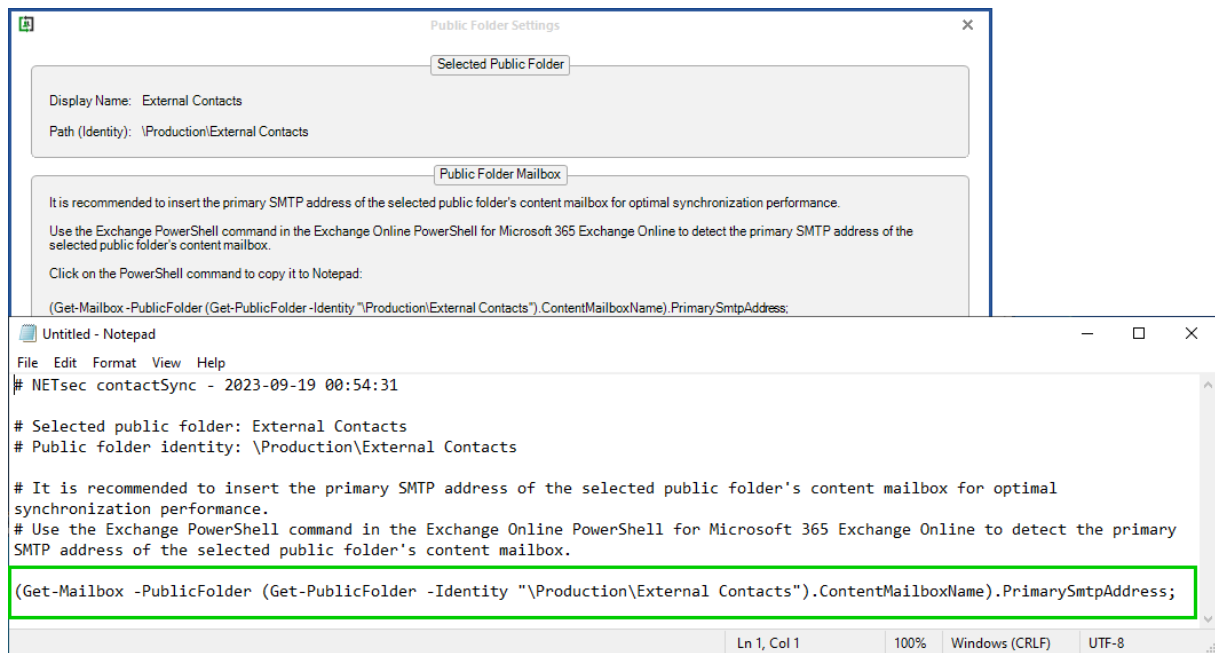 Public Folder Settings
Selected Public Folder
Display Name: External Contacts
Path (Identity): \Production\External Contacts
Public Folder Mailbox
It is recommended to insert the primary SMTP address of the selected public folder's content mailbox for optimal synchronization performance.
Use the Exchange PowerShell command in the Exchange Online PowerShell for Microsoft 365 Exchange Online to detect the primary SMTP address of the
selected public folder's content mailbox.
Click on the PowerShell command to copy it to Notepad:
(Get-Mailbox -PublicFolder (Get-PublicFolder -Identity "\Production\External Contacts").ContentMailboxName).PrimarySmtpAddress;
Untitled - Notepad
File Edit Format View Help
# NETsec contactSync - 2023-09-19 00:54:31
# Selected public folder: External Contacts
# Public folder identity: \Production\External Contacts
# It is recommended to insert the primary SMTP address of the selected public folder's content mailbox for optimal
synchronization performance.
# Use the Exchange PowerShell command in the Exchange Online PowerShell for Microsoft 365 Exchange Online to detect the primary
SMTP address of the selected public folder's content mailbox.
(Get-Mailbox -PublicFolder (Get-PublicFolder -Identity "\Production\External Contacts").ContentMailboxName).PrimarySmtpAddress;
Ln 1, Col 1 100% Windows (CRLF) UTF-8